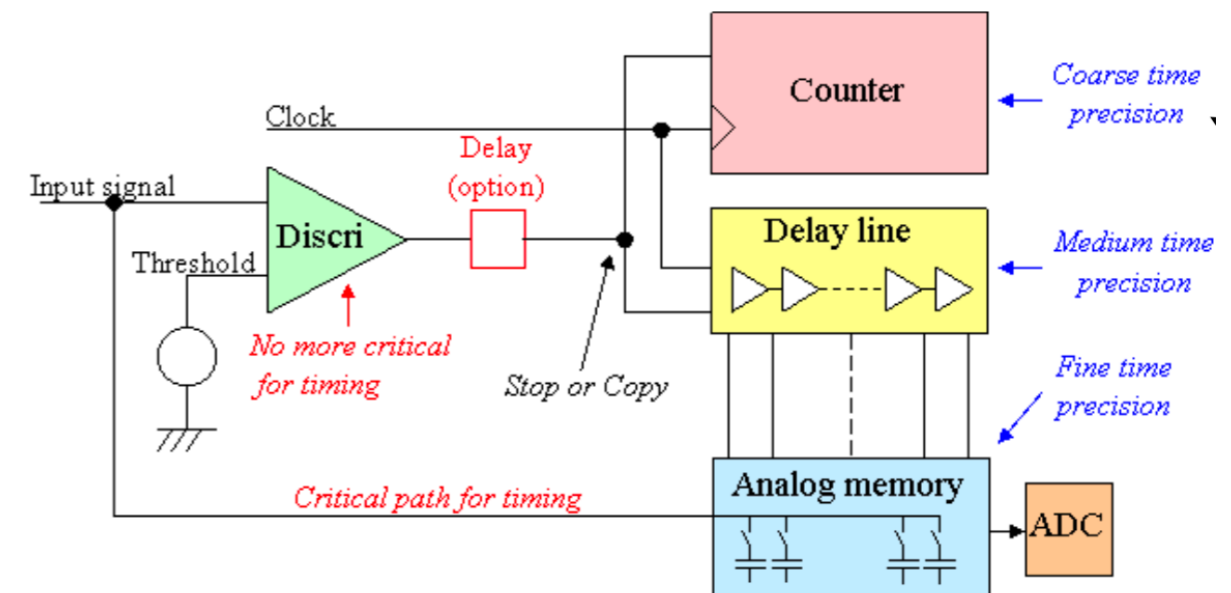 Counter
Coarse time
precision
Clock
Delay
(option)
Input signal
Discri
Delay line
Medium time
precision
Threshold
No more critical
for timing
Stop or Copy
Fine time
precision
Critical path for timing
Analog memory
ADC